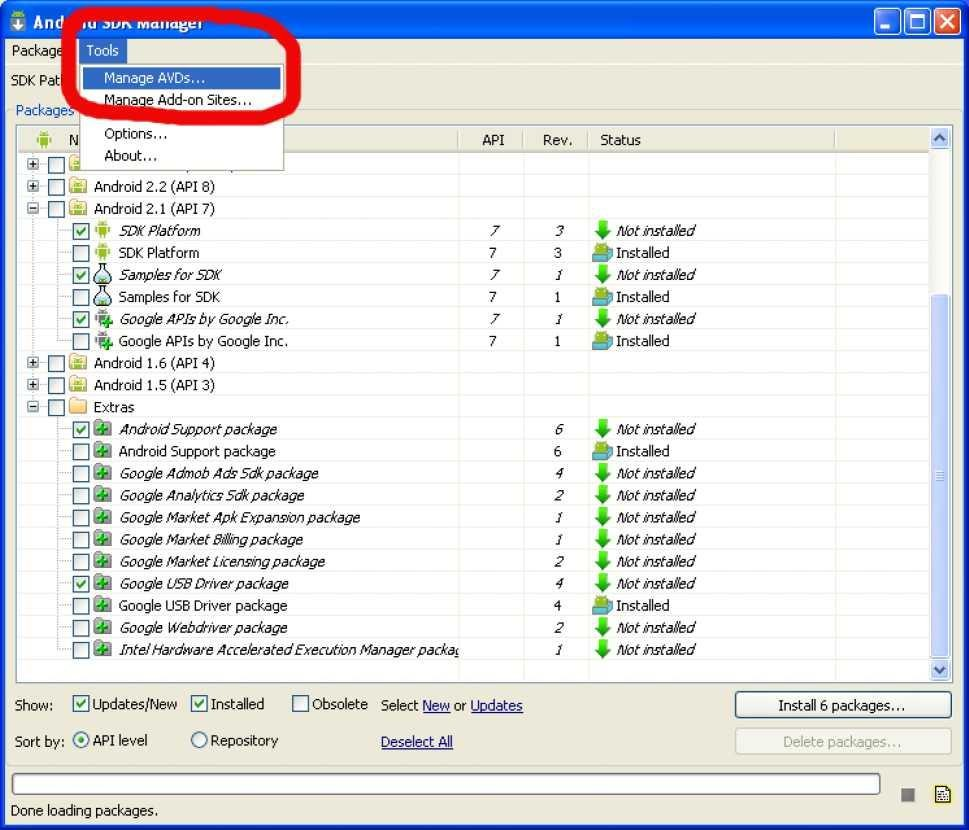 Android SDK Manager
Packages Tools
Manage AVDs...
SDK Path
Manage Add-on Sites...
Packages
Options...
About...
API Rev. Status
Android 2.2 (API 8)
Android 2.1 (API 7)
SDK Platform 7 3 Not installed
SDK Platform 7 3 Installed
Samples for SDK 7 1 Not installed
Samples for SDK 7 1 Installed
Google APIs by Google Inc. 7 1 Not installed
Google APIs by Google Inc. 7 1 Installed
Android 1.6 (API 4)
Android 1.5 (API 3)
Extras
Android Support package 6 Not installed
Android Support package 6 Installed
Google Admob Ads Sdk package 4 Not installed
Google Analytics Sdk package 2 Not installed
Google Market Apk Expansion package 1 Not installed
Google Market Billing package 1 Not installed
Google Market Licensing package 2 Not installed
Google USB Driver package 4 Not installed
Google USB Driver package 4 Installed
Google Webdriver package 2 Not installed
Intel Hardware Accelerated Execution Manager packag 1 Not installed
Show: Updates/New Installed Obsolete Select New or Updates Install 6 packages...
Sort by: API level Repository Deselect All Delete packages...
Done loading packages.